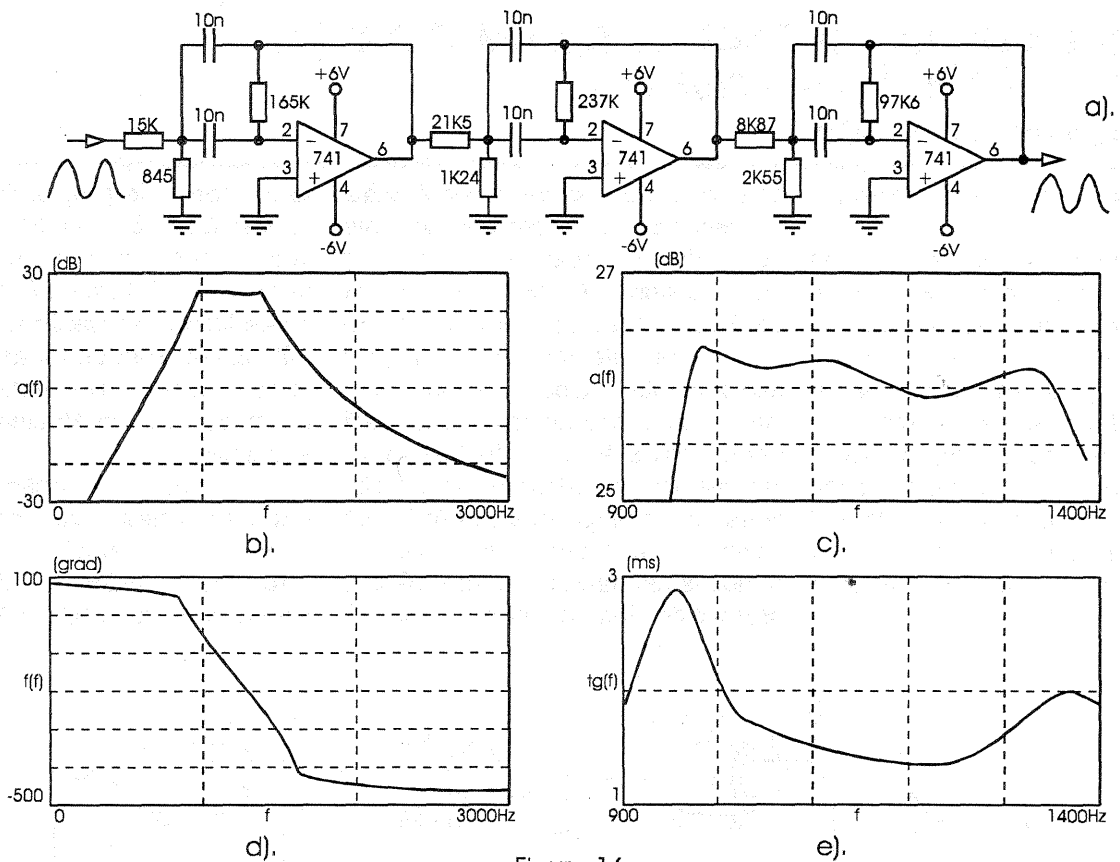 10n 10n 10n
+6V +6V +6V
165K 237K 97K6
a).
15K 10n 2 7 21K5 10n 2 7 8K87 10n 2 7
− − −
741 6 741 6 741 6
845 3 + 4 1K24 3 + 4 2K55 3 + 4
-6V -6V -6V
30 (dB)
a(f)
-30
0 f 3000Hz
b).
(dB)
27
a(f)
25
900 f 1400Hz
c).
(grad)
100
f(f)
-500
0 f 3000Hz
d).
(ms)
3
tg(f)
1
900 f 1400Hz
e).